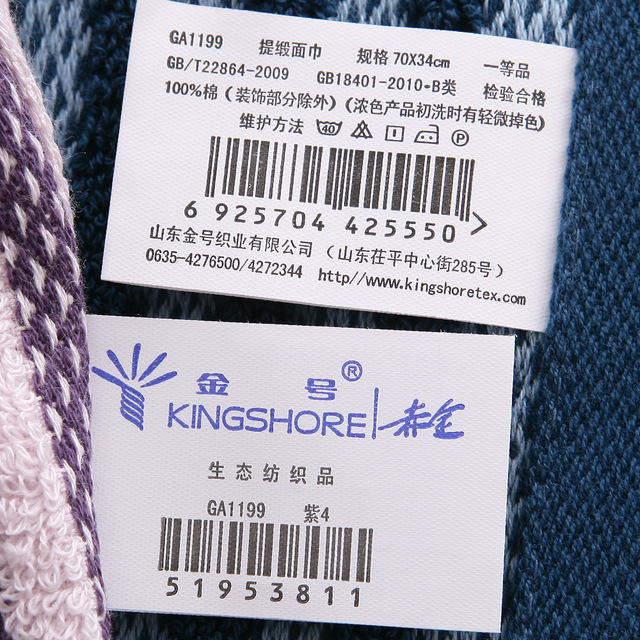 GA1199 提缎面巾 规格 70X34cm 一等品
GB/T22864-2009 GB18401-2010·B类 检验合格
100%棉（装饰部分除外）(浓色产品初洗时有轻微掉色)
维护方法 40 P
6 925704 425550 >
山东金号织业有限公司 （山东茌平中心街285号）
0635-4276500/4272344 http//www.kingshoretex.com
金号®
KINGSHORE 赤金
生态纺织品
GA1199 紫4
51953811